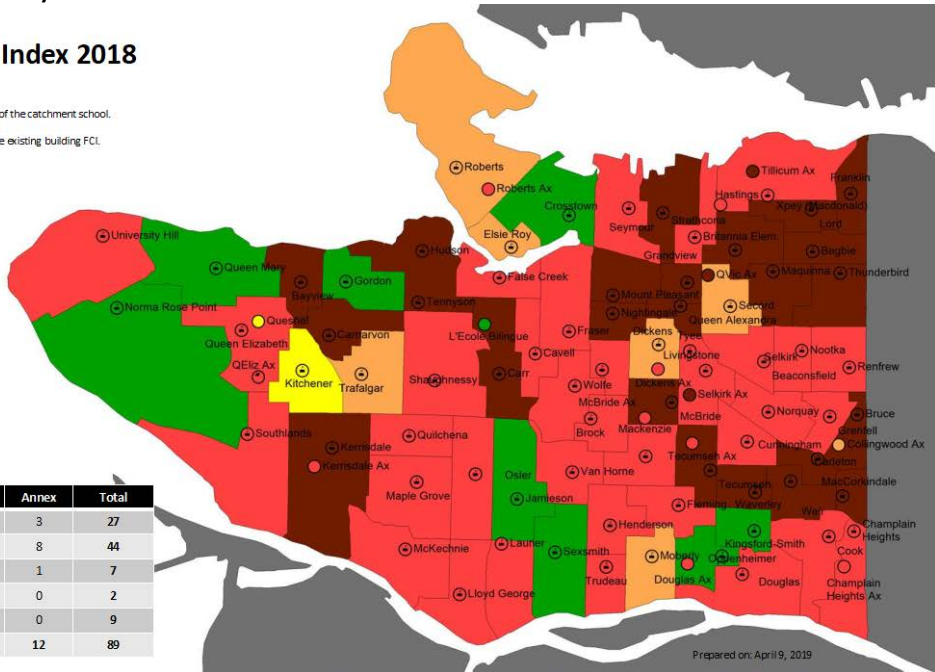 Index 2018
of the catchment school.
e existing building FCI.
Roberts
Roberts Ax
Crosstown
Elsie Roy
Tillicum Ax
Franklin
Hastings
Xpey (Macdonald)
Lord
Seymour
Strathcona
Britannia Elem.
Grandview
Bagbie
University Hill
Hudson
Queen Mary
Gordon
Bayview
False Creek
QVic Ax
Maquinna
Thunderbird
Norma Rose Point
Tennyson
Mount Pleasant
Nightingale
Secord
Queen Alexandra
Quesnel
Queen Elizabeth
Carnarvon
L'Ecole Bilingue
Fraser
Dickens
Tyee
Livingstone
Selkirk
Nootka
Beaconsfield
Renfrew
QEliz Ax
Kitchener
Trafalgar
Shaughnessy
Carr
Cavell
Wolfe
Dickens Ax
Selkirk Ax
McBride Ax
McBride
Brock
Mackenzie
Norquay
Bruce
Grenfell
Collingwood Ax
Southlands
Kerrisdale
Quilchena
Cunningham
Carleton
Kerrisdale Ax
Maple Grove
Osler
Van Horne
Tecumseh Ax
Tecumseh
MacCorkindale
Jamieson
Fleming
Waverley
Weir
McKechnie
Laurier
Sexsmith
Henderson
Kingsford-Smith
Champlain
Heights
Cook
Trudeau
Moberly
Oppenheimer
Douglas Ax
Douglas
Champlain
Heights Ax
Lloyd George
Annex Total
3 27
8 44
1 7
0 2
0 9
12 89
Prepared on: April 9, 2019